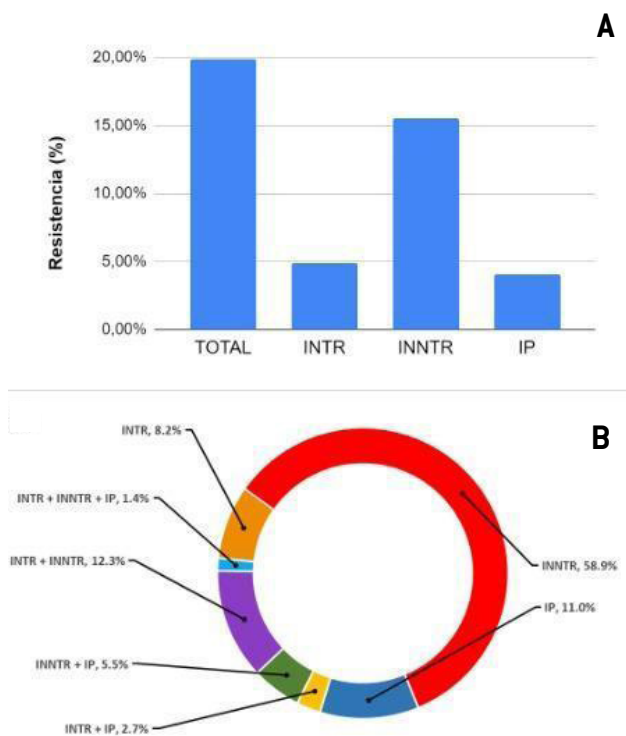 A
Resistencia (%)
20,00%
15,00%
10,00%
5,00%
0,00%
TOTAL
INTR
INNTR
IP
B
INTR, 8.2%
INTR + INNTR + IP, 1.4%
INTR + INNTR, 12.3%
INNTR + IP, 5.5%
INTR + IP, 2.7%
INNTR, 58.9%
IP, 11.0%